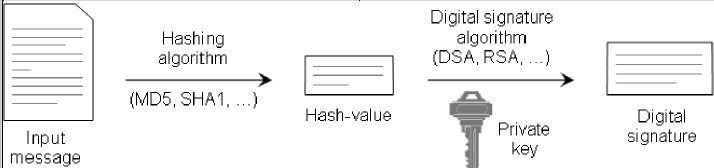 Input
message
Hashing
algorithm
(MD5, SHA1, ...)
Hash-value
Digital signature
algorithm
(DSA, RSA, ...)
Private
key
Digital
signature